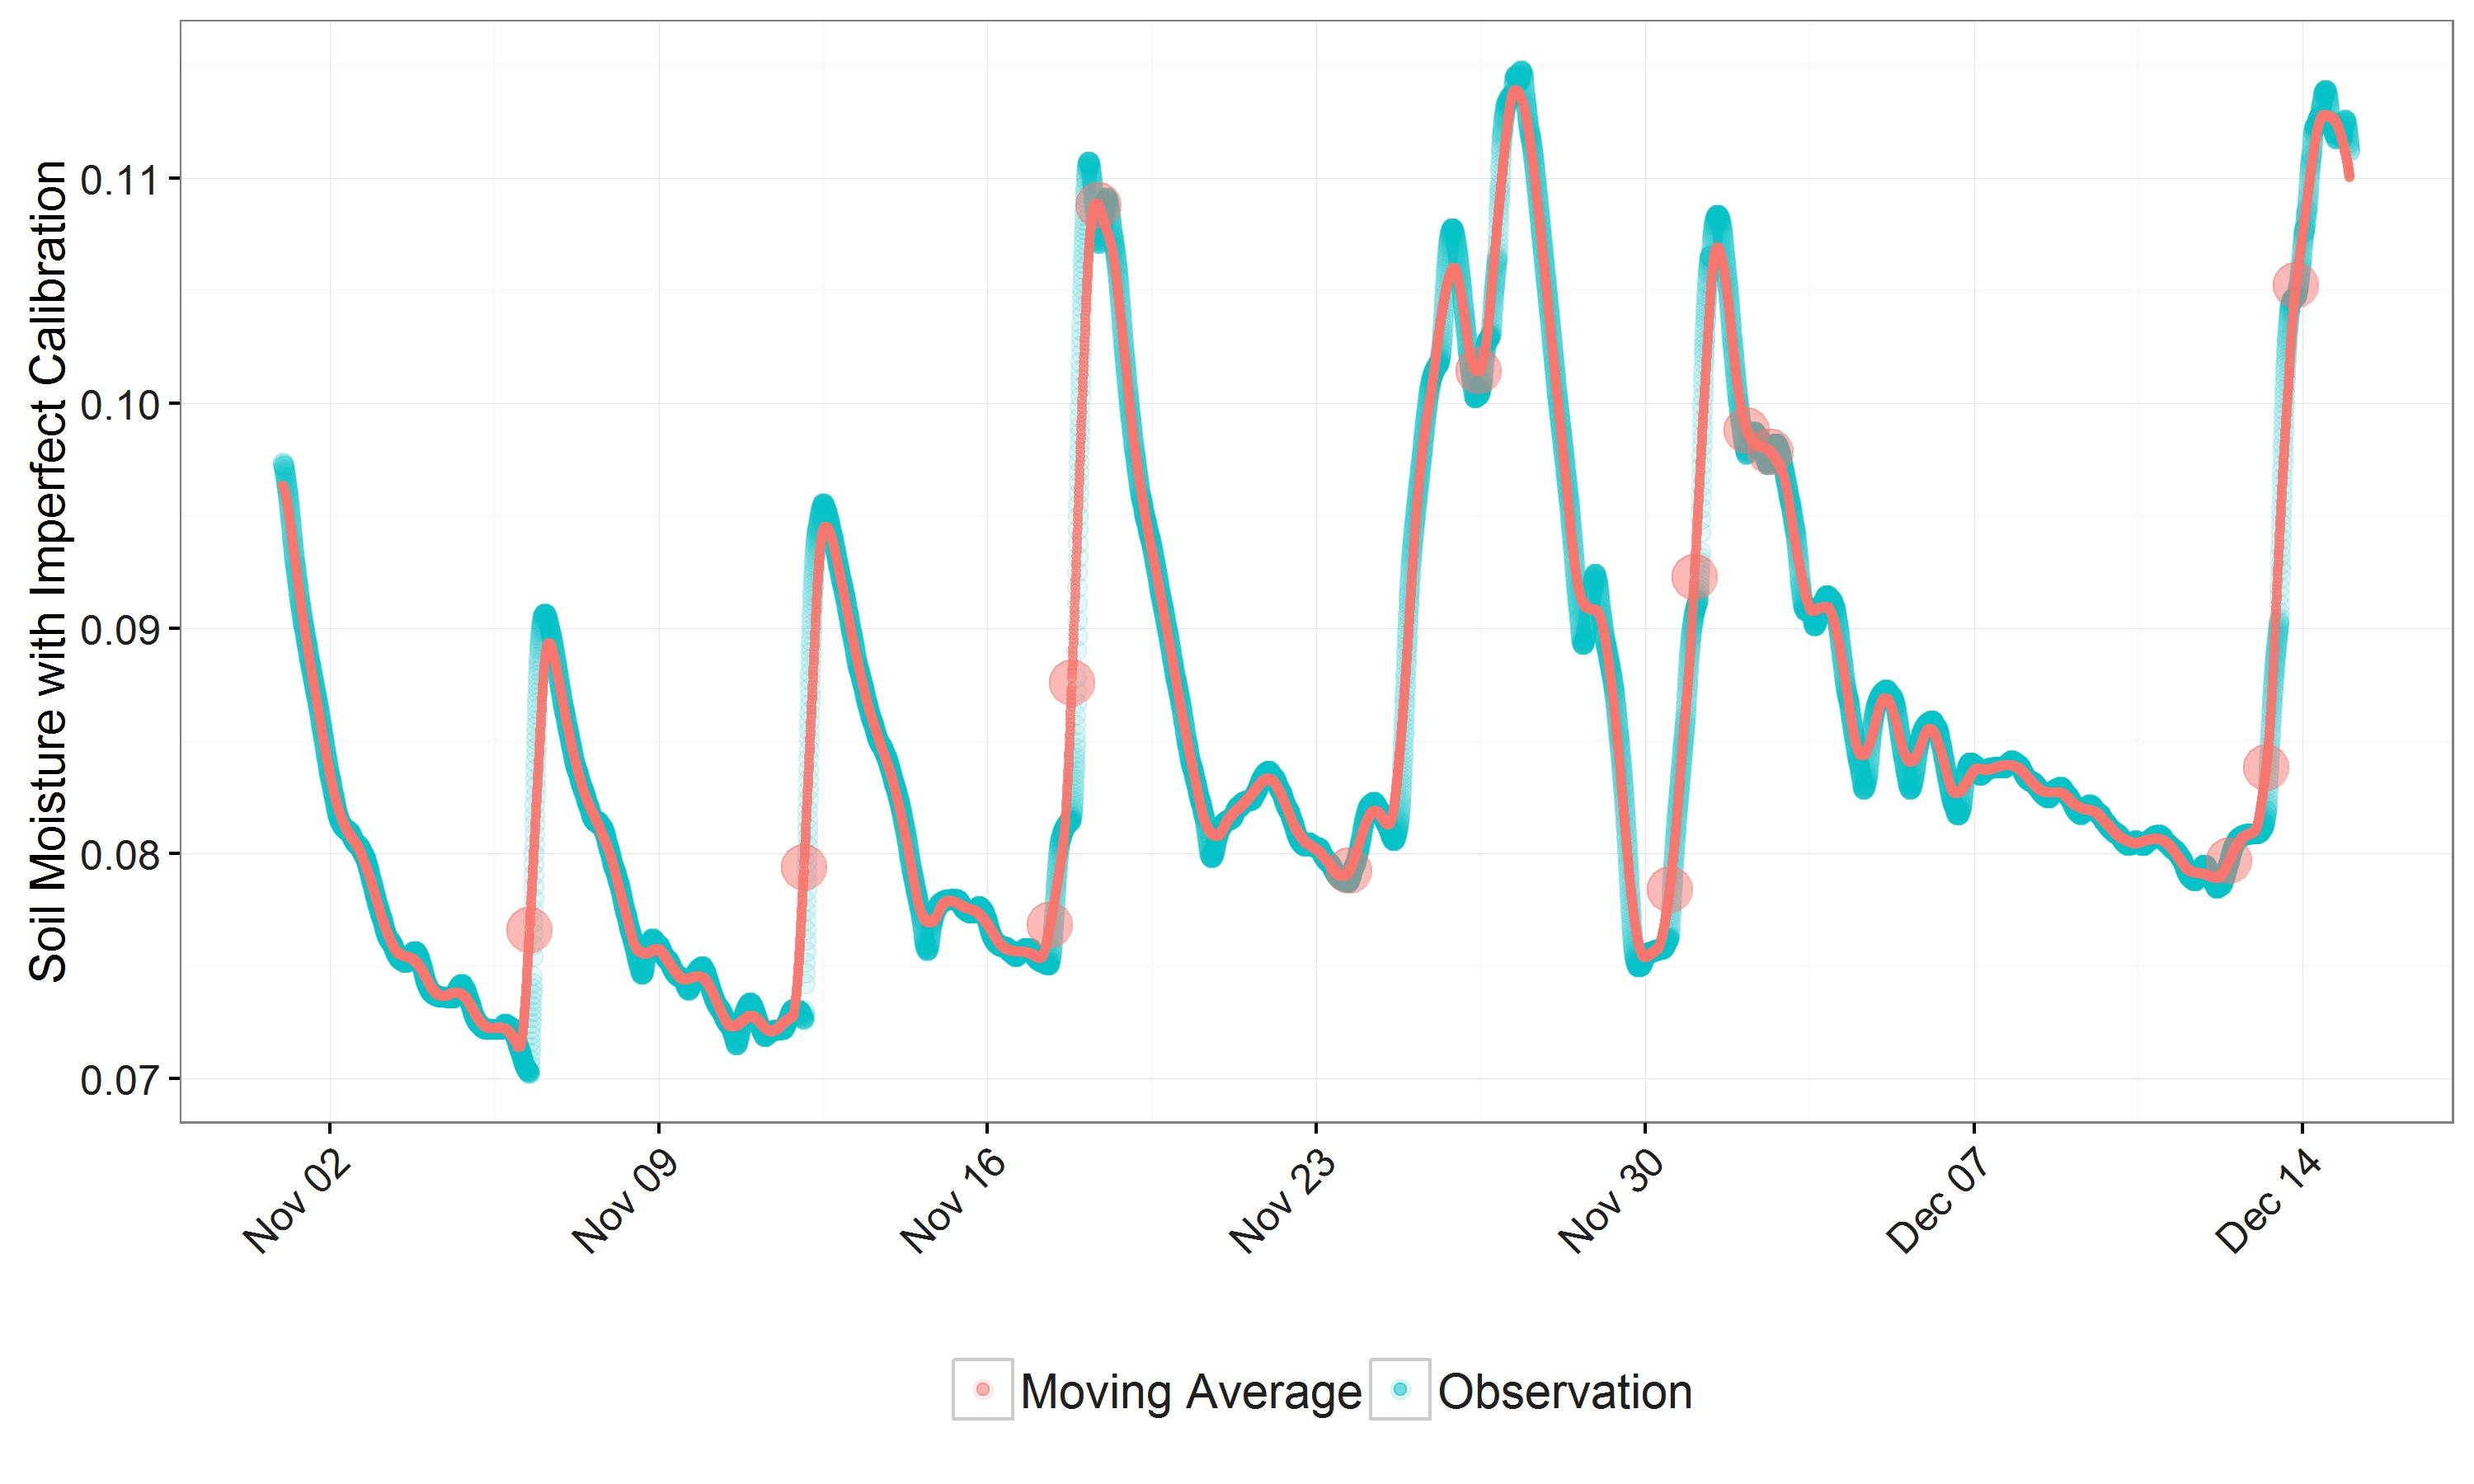 Soil Moisture with Imperfect Calibration
0.11
0.10
0.09
0.08
0.07
Nov 02
Nov 09
Nov 16
Nov 23
Nov 30
Dec 07
Dec 14
Moving Average
Observation